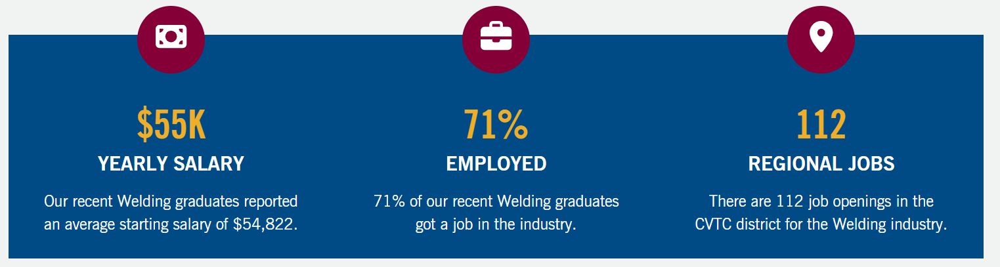 $55K
YEARLY SALARY
Our recent Welding graduates reported
an average starting salary of $54,822.
71%
EMPLOYED
71% of our recent Welding graduates
got a job in the industry.
112
REGIONAL JOBS
There are 112 job openings in the
CVTC district for the Welding industry.